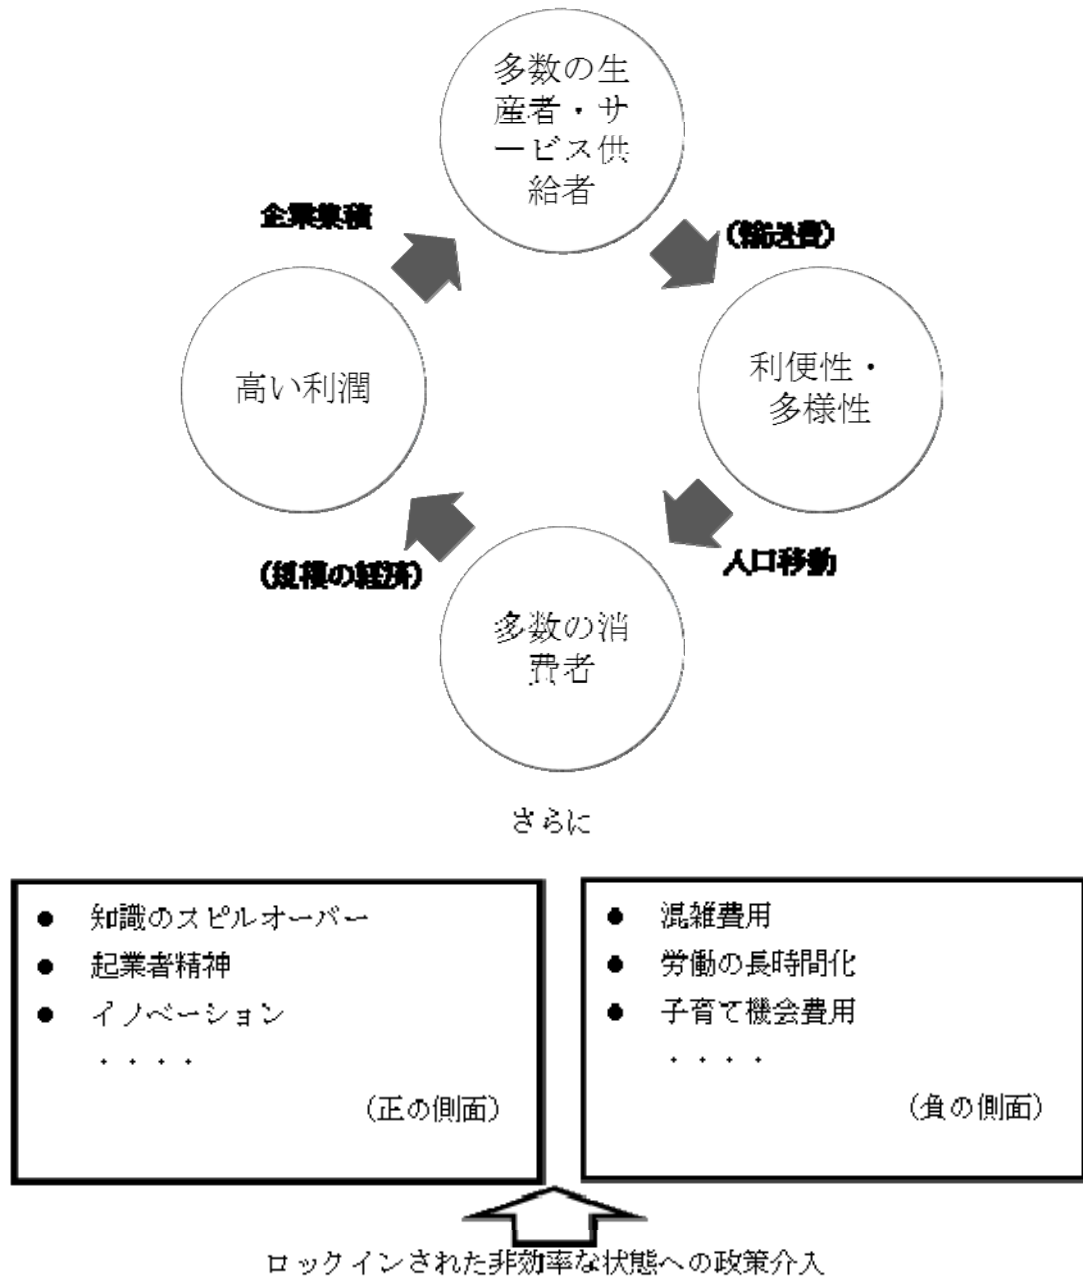 多数の生
産者・サ
ービス供
給者
企業集積
(輸送費)
高い利潤
利便性・
多様性
(規模の経済)
人口移動
多数の消
費者
さらに
● 知識のスピルオーバー
● 起業者精神
● イノベーション
・・・・
(正の側面)
● 混雑費用
● 労働の長時間化
● 子育て機会費用
・・・・
(負の側面)
ロックインされた非効率な状態への政策介入